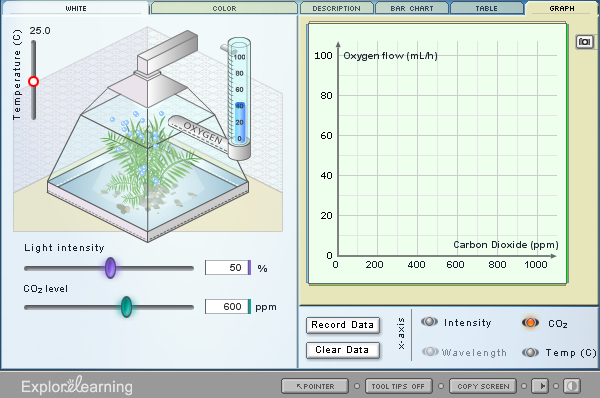 WHITE
COLOR
DESCRIPTION
BAR CHART
TABLE
GRAPH
Temperature (C)
25.0
100
80
60
40
20
0
OXYGEN
Light intensity
50 %
CO2 level
600 ppm
Oxygen flow (mL/h)
100
80
60
40
20
0
Carbon Dioxide (ppm)
0 200 400 600 800 1000
Record Data
Clear Data
x-axis
Intensity
CO2
Wavelength
Temp (C)
ExploreLearning
POINTER
TOOL TIPS OFF
COPY SCREEN